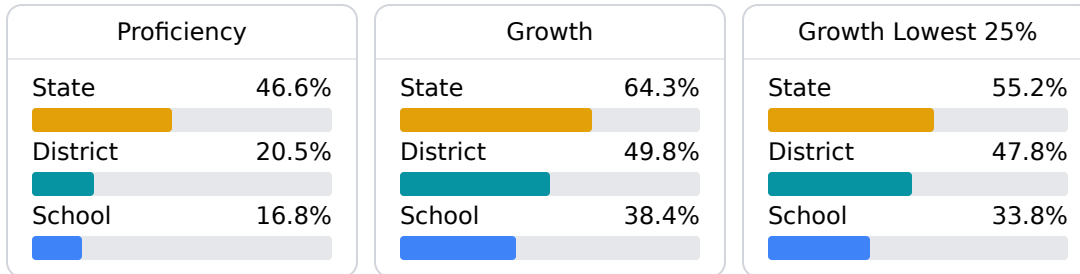 Proficiency
State 46.6%
District 20.5%
School 16.8%
Growth
State 64.3%
District 49.8%
School 38.4%
Growth Lowest 25%
State 55.2%
District 47.8%
School 33.8%